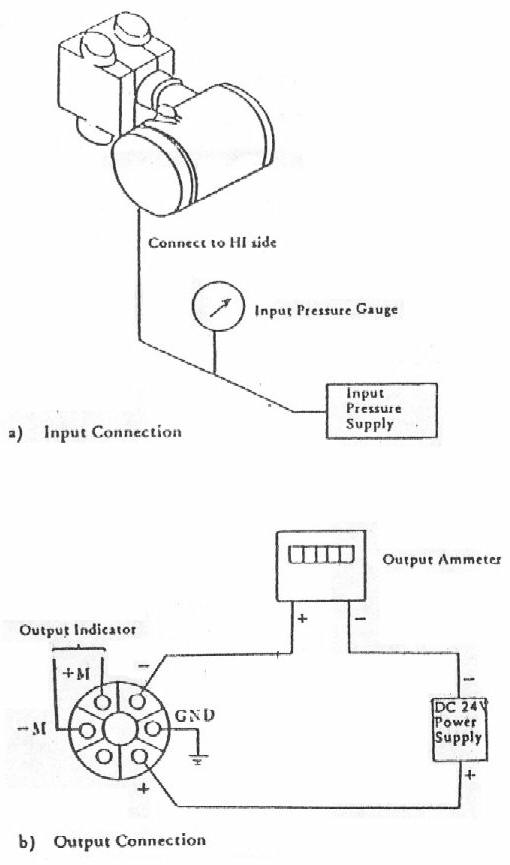 Connect to HI side
Input Pressure Gauge
Input
Pressure
Supply
a) Input Connection
Output Ammeter
+ −
Output Indicator
+M
−
−
−M
GND
DC 24V
Power
Supply
+
+
b) Output Connection